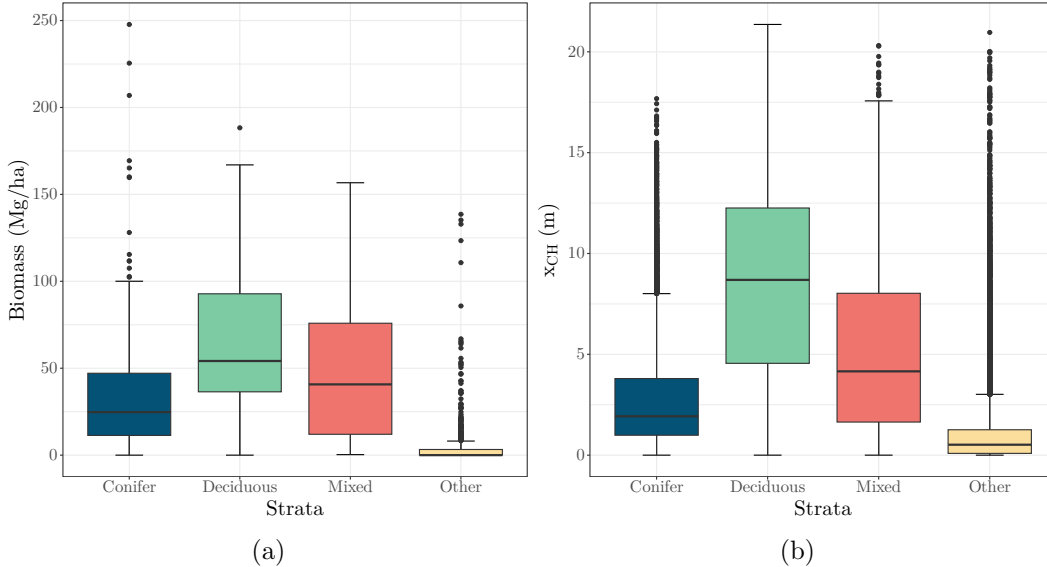 Biomass (Mg/ha)
250
200
150
100
50
0
Conifer Deciduous Mixed Other
Strata
(a)
x_CH (m)
20
15
10
5
0
Conifer Deciduous Mixed Other
Strata
(b)